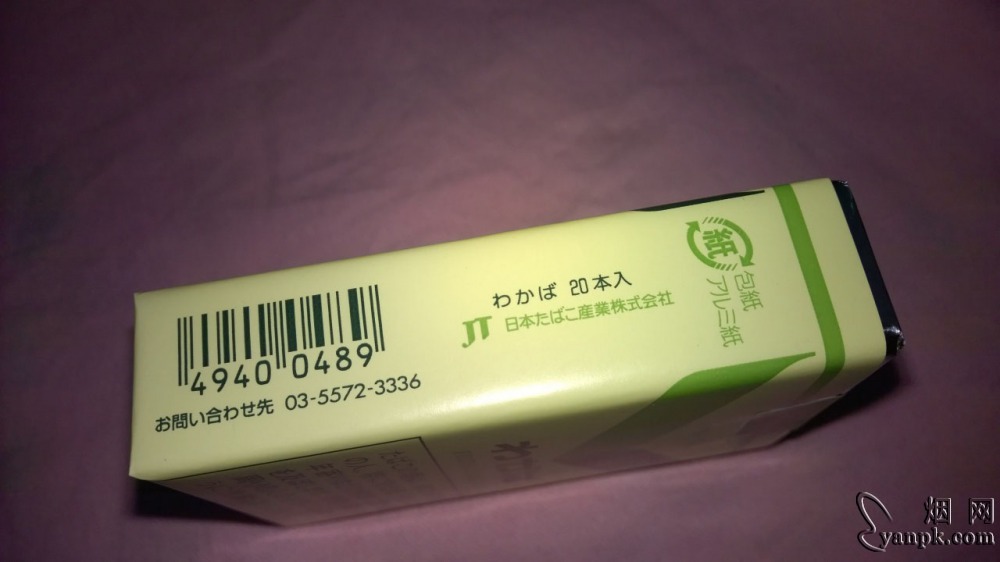 わかば 20本入
JT 日本たばこ産業株式会社
4940 0489
お問い合わせ先 03-5572-3336
紙
包紙
アルミ紙
烟网
yanpk.com